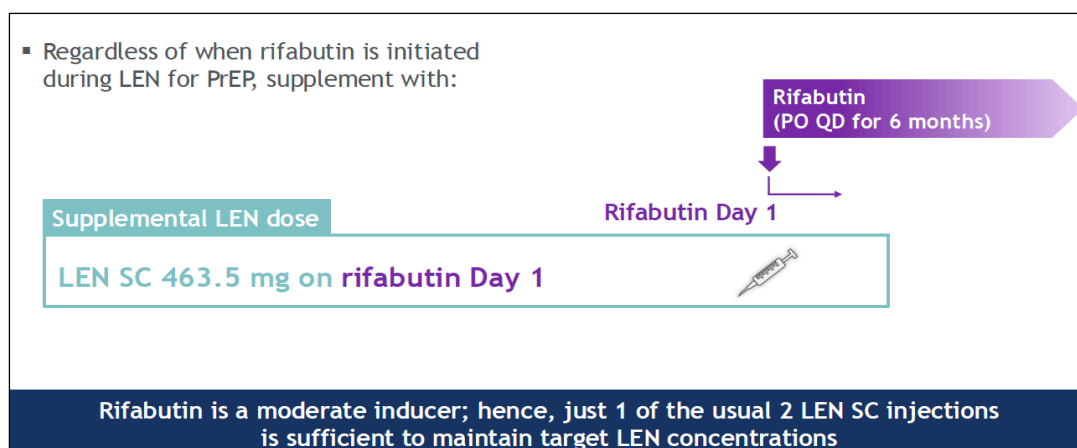 ▪ Regardless of when rifabutin is initiated
during LEN for PrEP, supplement with:
Rifabutin
(PO QD for 6 months)
Rifabutin Day 1
Supplemental LEN dose
LEN SC 463.5 mg on rifabutin Day 1
Rifabutin is a moderate inducer; hence, just 1 of the usual 2 LEN SC injections
is sufficient to maintain target LEN concentrations